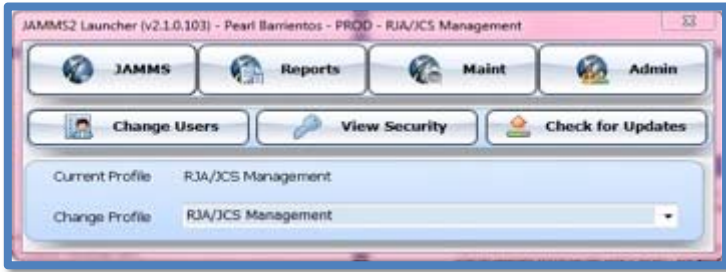 JAMMS2 Launcher (v2.1.0.103) - Pearl Barrientos - PROD - RJA/JCS Management
JAMMS Reports Maint Admin
Change Users View Security Check for Updates
Current Profile RJA/JCS Management
Change Profile RJA/JCS Management